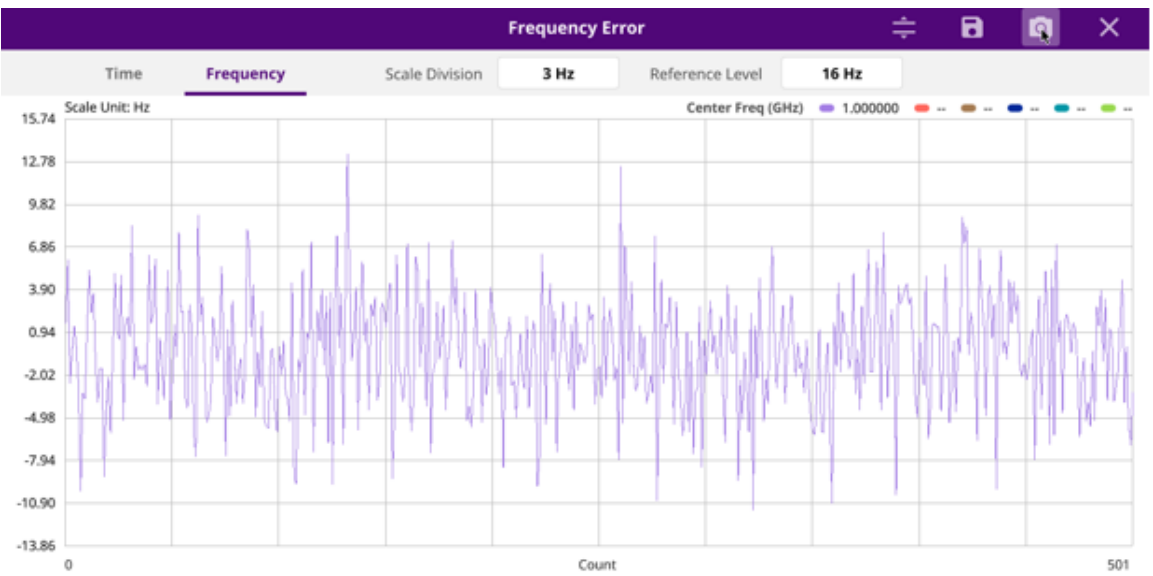 Frequency Error
Time Frequency Scale Division 3 Hz Reference Level 16 Hz
Scale Unit: Hz Center Freq (GHz) 1.000000 -- -- -- -- --
15.74
12.78
9.82
6.86
3.90
0.94
-2.02
-4.98
-7.94
-10.90
-13.86
0 Count 501